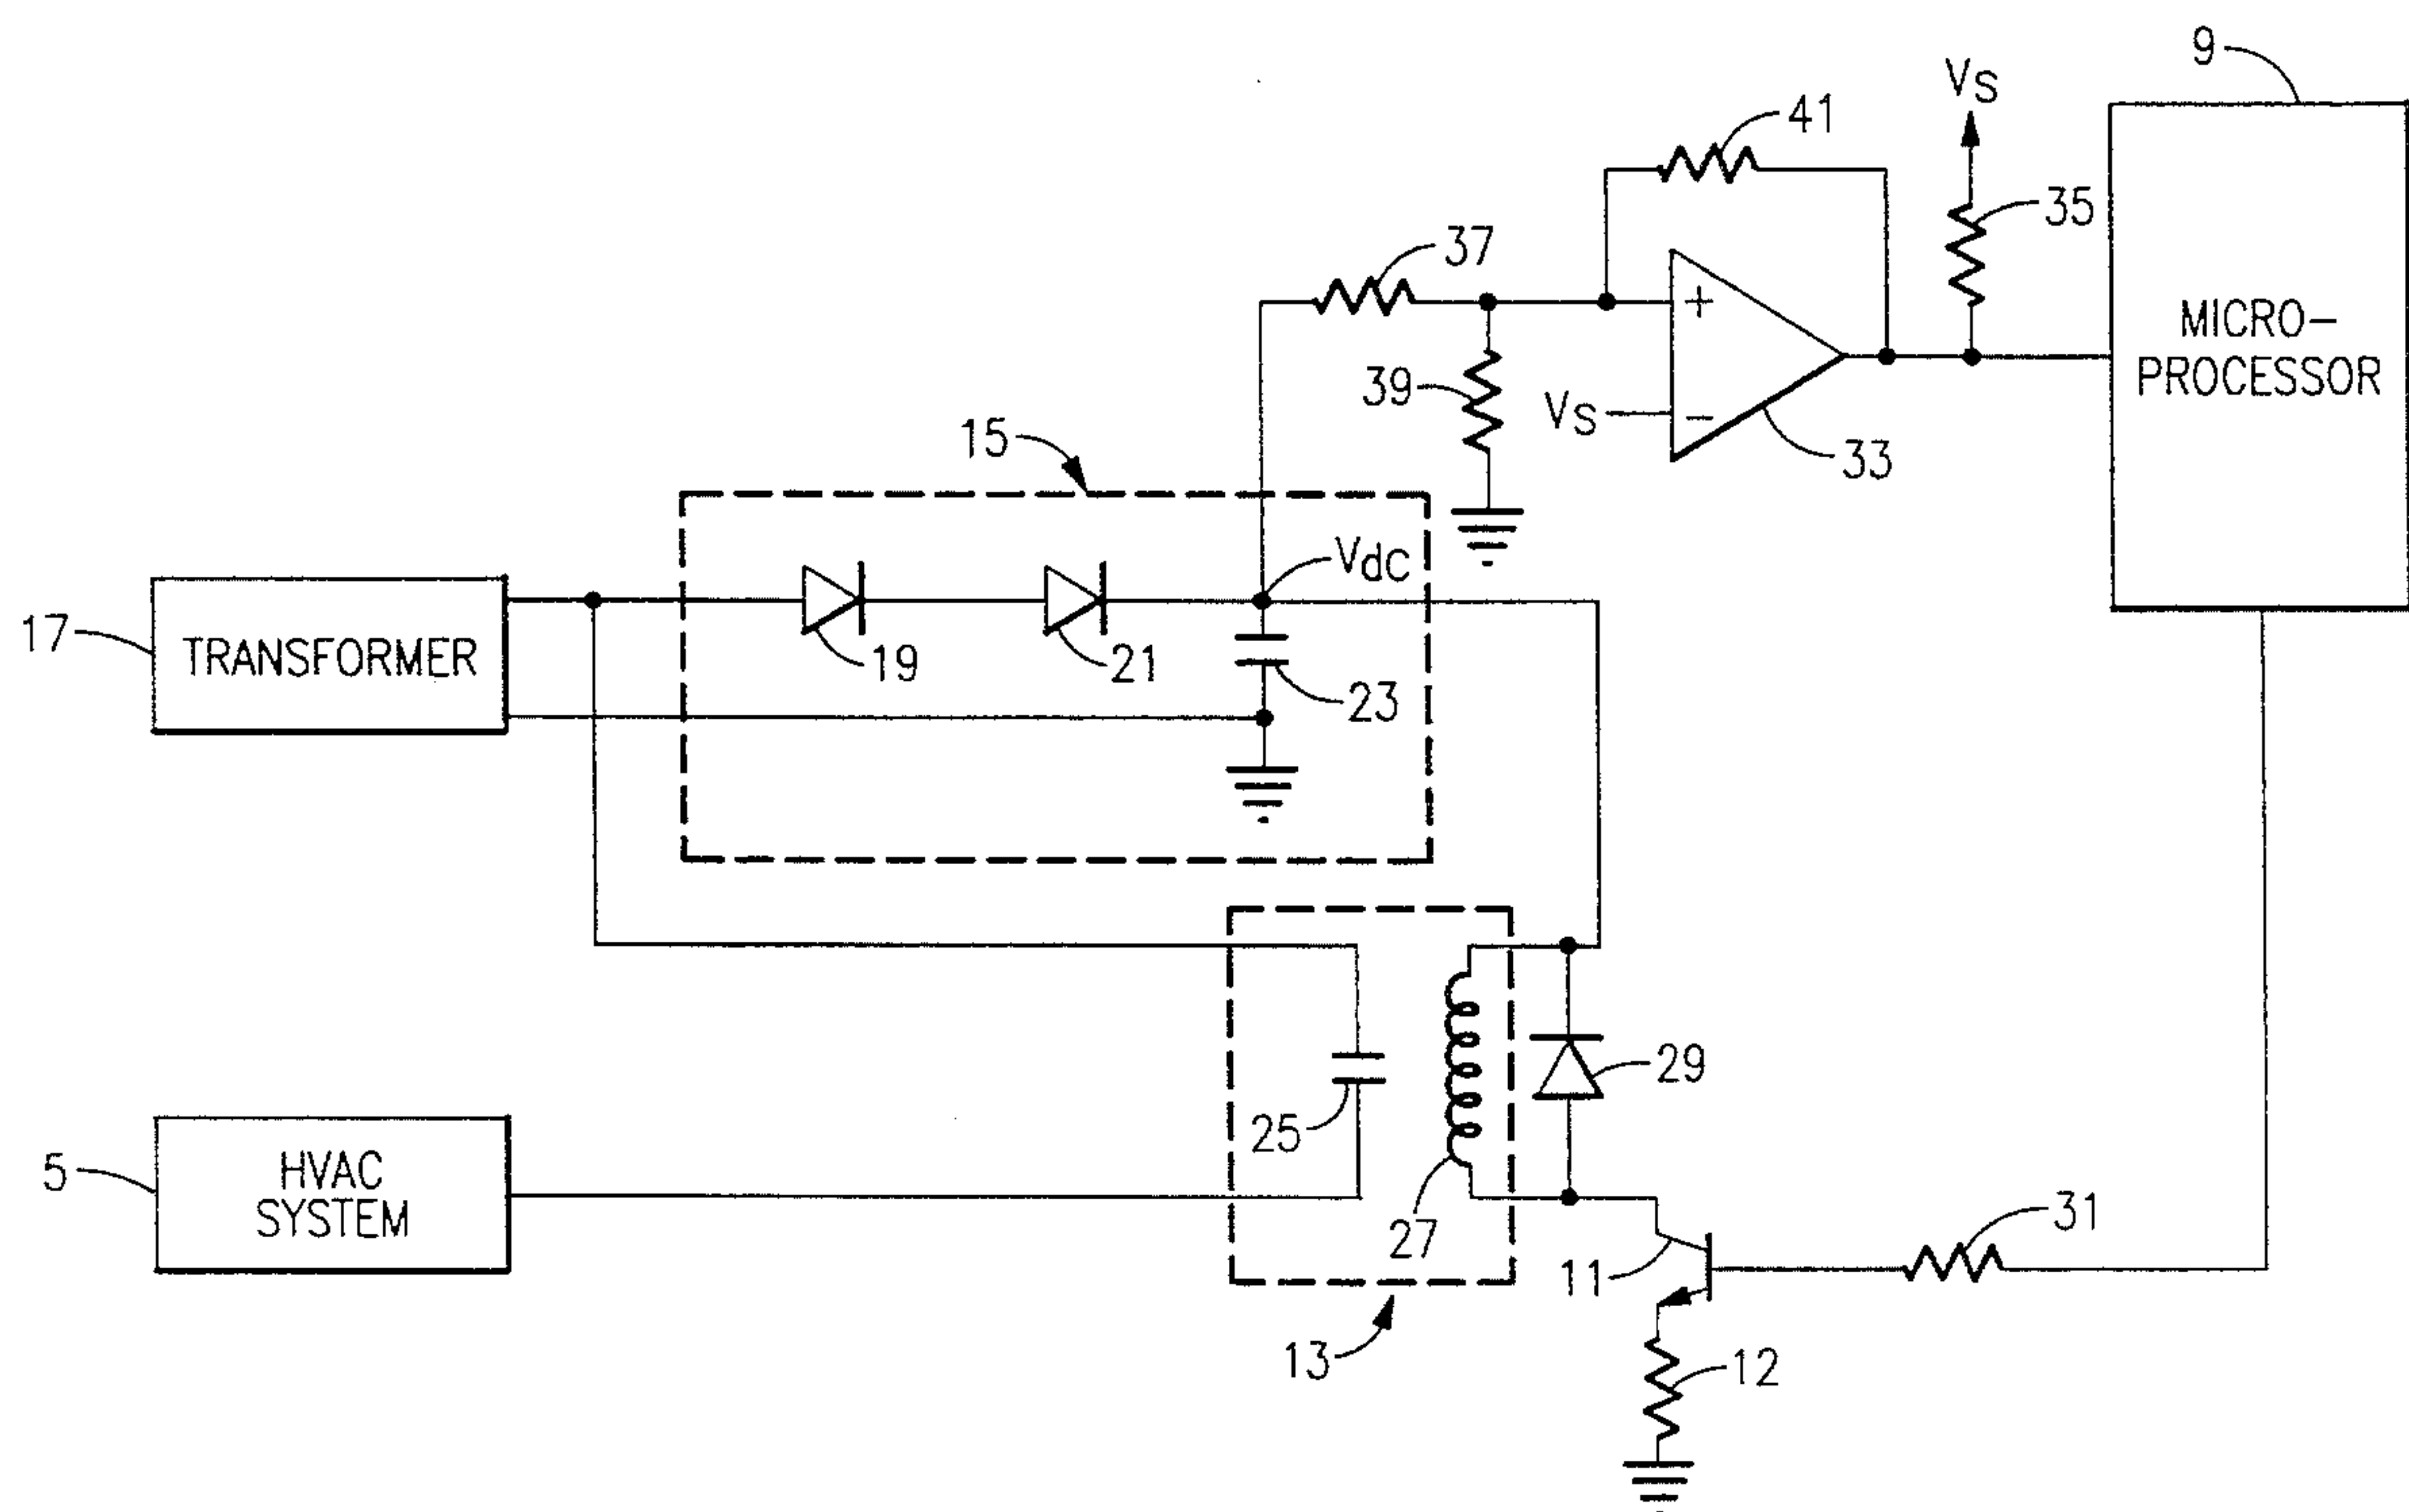 9
VS
41
35
37
MICRO-
PROCESSOR
+
39
VS
−
33
15
Vdc
17
TRANSFORMER
19
21
23
29
25
5
HVAC
SYSTEM
27
31
11
13
12